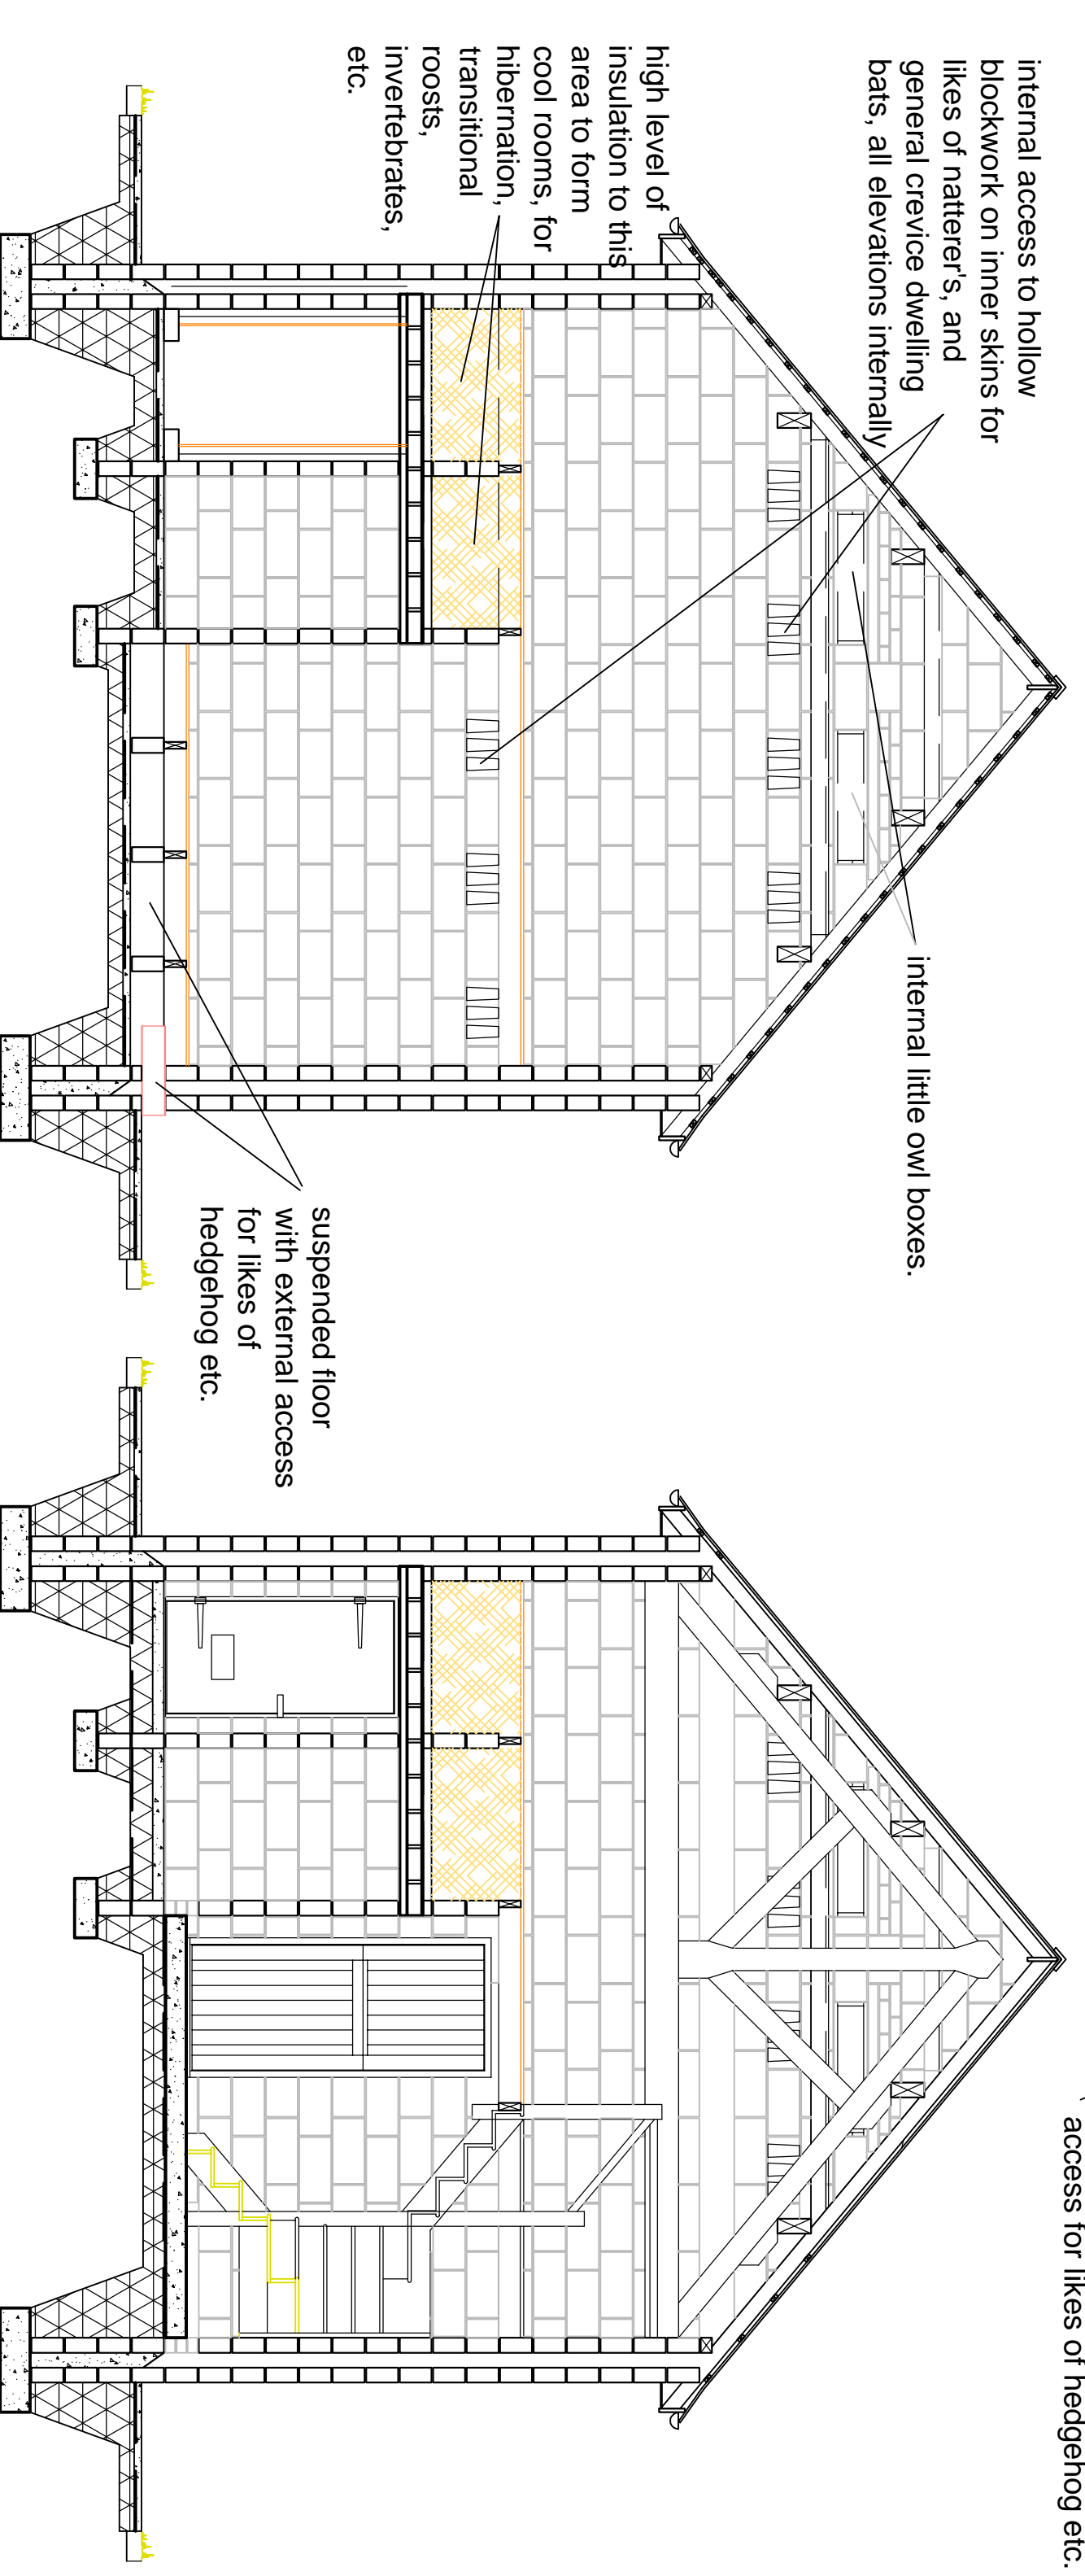 internal access to hollow
blockwork on inner skins for
likes of natterer's, and
general crevice dwelling
bats, all elevations internally
high level of
insulation to this
area to form
cool rooms, for
hibernation,
transitional
roosts,
invertebrates,
etc.
internal little owl boxes.
suspended floor
with external access
for likes of
hedgehog etc.
access for likes of hedgehog etc.